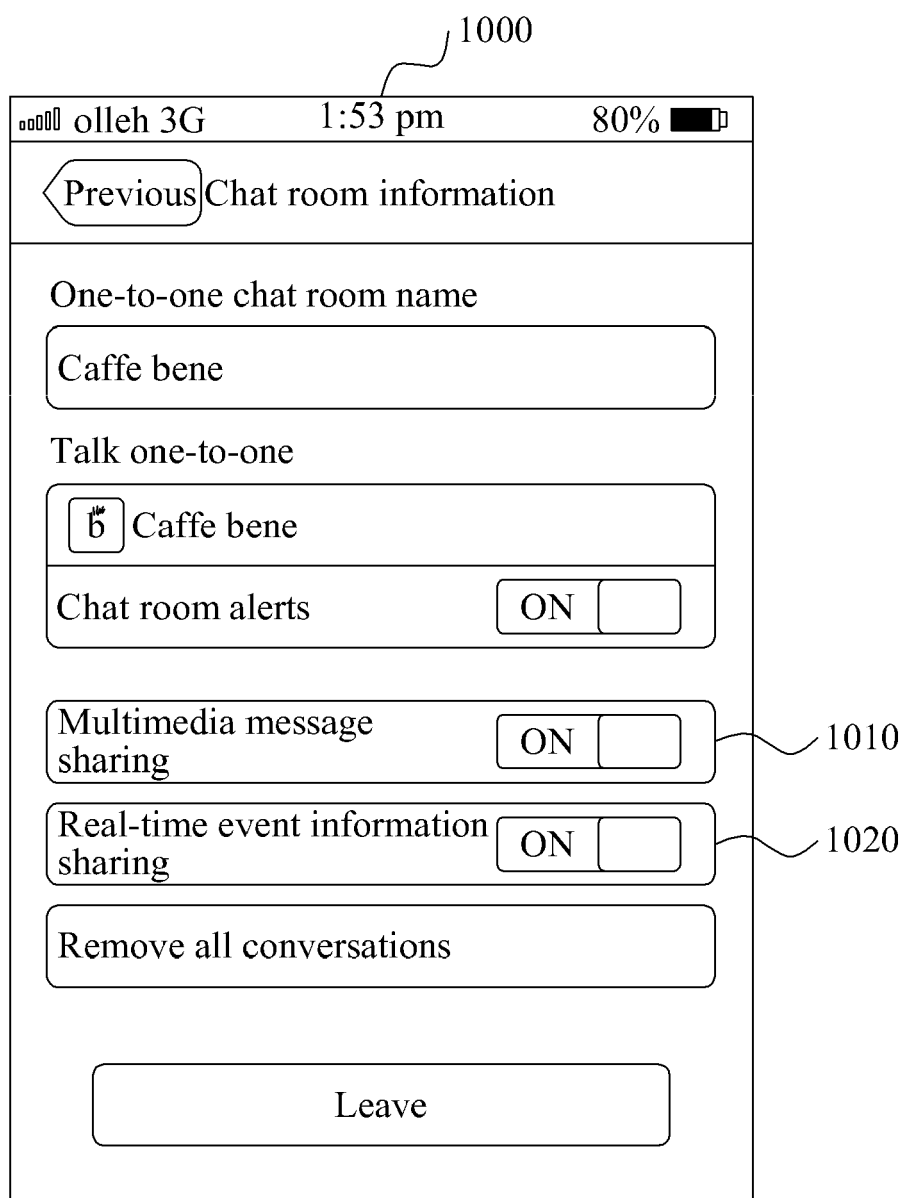 1000
olleh 3G 1:53 pm 80%
Previous Chat room information
One-to-one chat room name
Caffe bene
Talk one-to-one
b Caffe bene
Chat room alerts ON
Multimedia message
sharing ON 1010
Real-time event information
sharing ON 1020
Remove all conversations
Leave